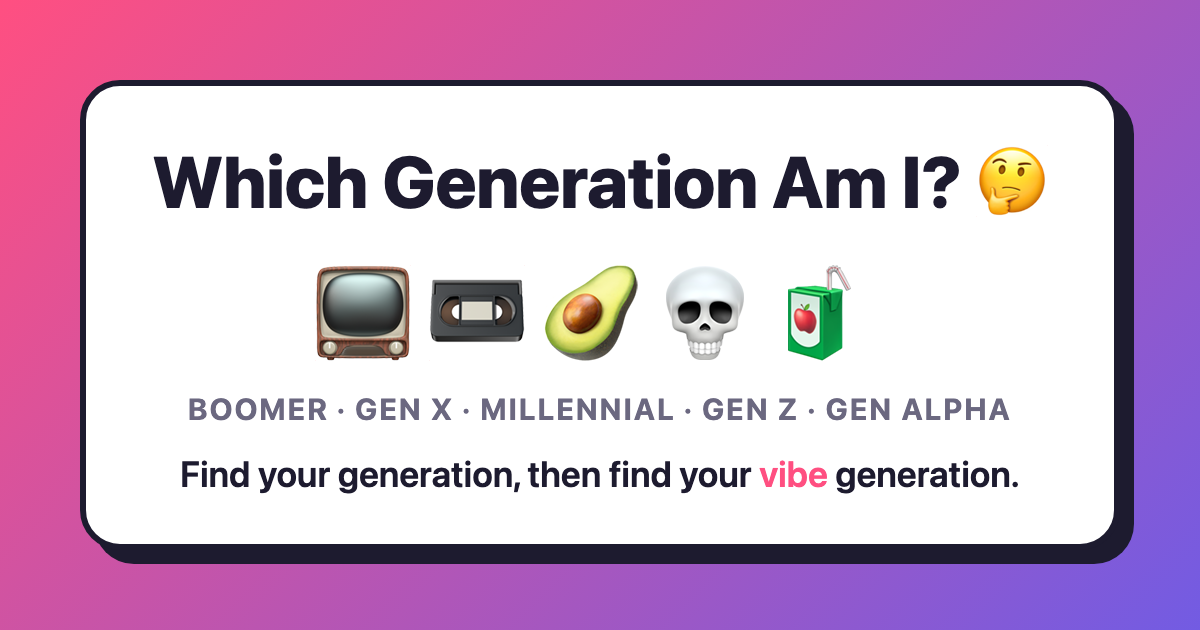 Which Generation Am I? 🤔
BOOMER · GEN X · MILLENNIAL · GEN Z · GEN ALPHA
Find your generation, then find your vibe generation.